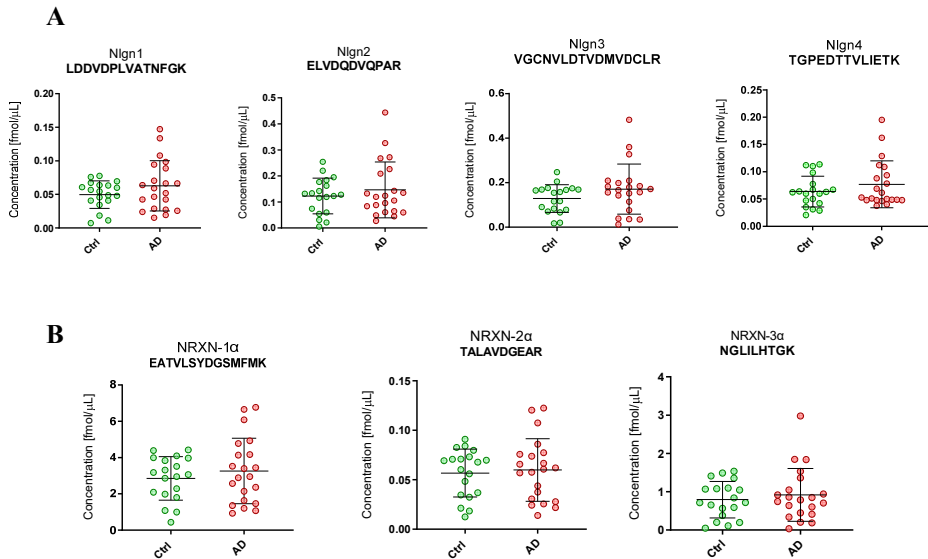 A
Nlgn1
LDDVDPLVATNFGK
Concentration [fmol/µL]
0.20
0.15
0.10
0.05
0.00
Ctrl
AD
Nlgn2
ELVDQDVQPAR
Concentration [fmol/µL]
0.5
0.4
0.3
0.2
0.1
0.0
Ctrl
AD
Nlgn3
VGCNVLDTVDMVDCLR
Concentration [fmol/µL]
0.6
0.4
0.2
0.0
Ctrl
AD
Nlgn4
TGPEDTTVLIETK
Concentration [fmol/µL]
0.25
0.20
0.15
0.10
0.05
0.00
Ctrl
AD
B
NRXN-1α
EATVLSYDGSMFMK
Concentration [fmol/µL]
8
6
4
2
0
Ctrl
AD
NRXN-2α
TALAVDGEAR
Concentration [fmol/µL]
0.15
0.10
0.05
0.00
Ctrl
AD
NRXN-3α
NGLILHTGK
Concentration [fmol/µL]
4
3
2
1
0
Ctrl
AD